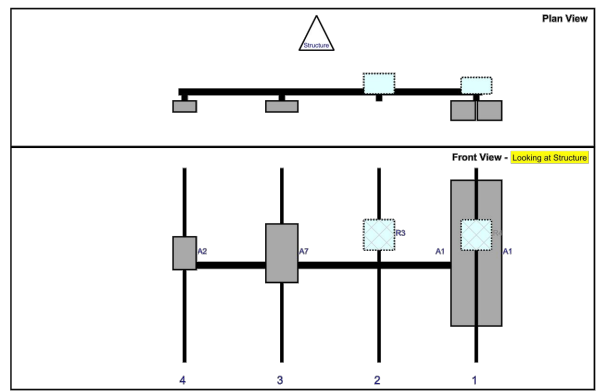 Plan View
Structure
Front View - Looking at Structure
R3
A2
A7
A1
A1
4
3
2
1